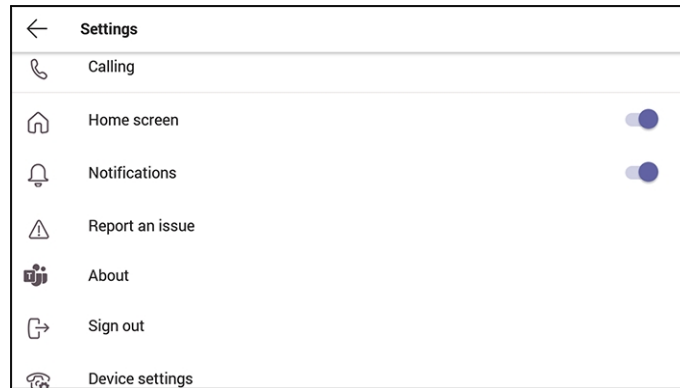 Settings
Calling
Home screen
Notifications
Report an issue
About
Sign out
Device settings